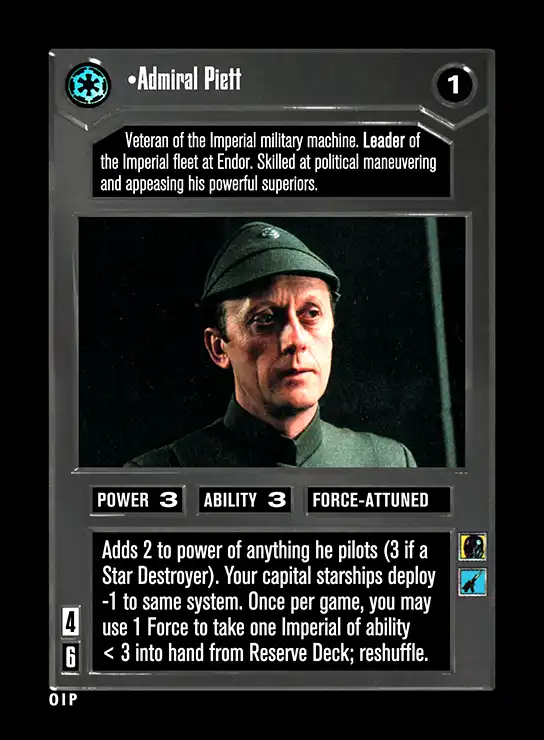 •Admiral Piett
1
Veteran of the Imperial military machine. Leader of
the Imperial fleet at Endor. Skilled at political maneuvering
and appeasing his powerful superiors.
POWER 3 ABILITY 3 FORCE-ATTUNED
Adds 2 to power of anything he pilots (3 if a
Star Destroyer). Your capital starships deploy
-1 to same system. Once per game, you may
use 1 Force to take one Imperial of ability
< 3 into hand from Reserve Deck; reshuffle.
4
6
OIP